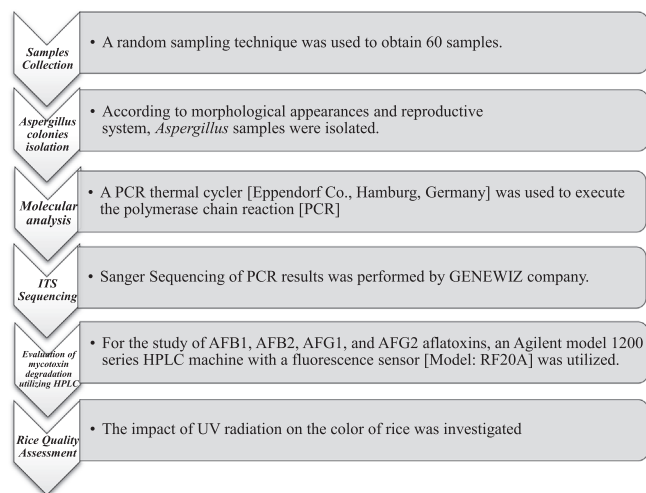 Samples
Collection
• A random sampling technique was used to obtain 60 samples.
Aspergillus
colonies
isolation
• According to morphological appearances and reproductive
system, Aspergillus samples were isolated.
Molecular
analysis
• A PCR thermal cycler [Eppendorf Co., Hamburg, Germany] was used to execute
the polymerase chain reaction [PCR]
ITS
Sequencing
• Sanger Sequencing of PCR results was performed by GENEWIZ company.
Evaluation of
mycotoxin
degradation
utilizing HPLC
• For the study of AFB1, AFB2, AFG1, and AFG2 aflatoxins, an Agilent model 1200
series HPLC machine with a fluorescence sensor [Model: RF20A] was utilized.
Rice Quality
Assessment
• The impact of UV radiation on the color of rice was investigated